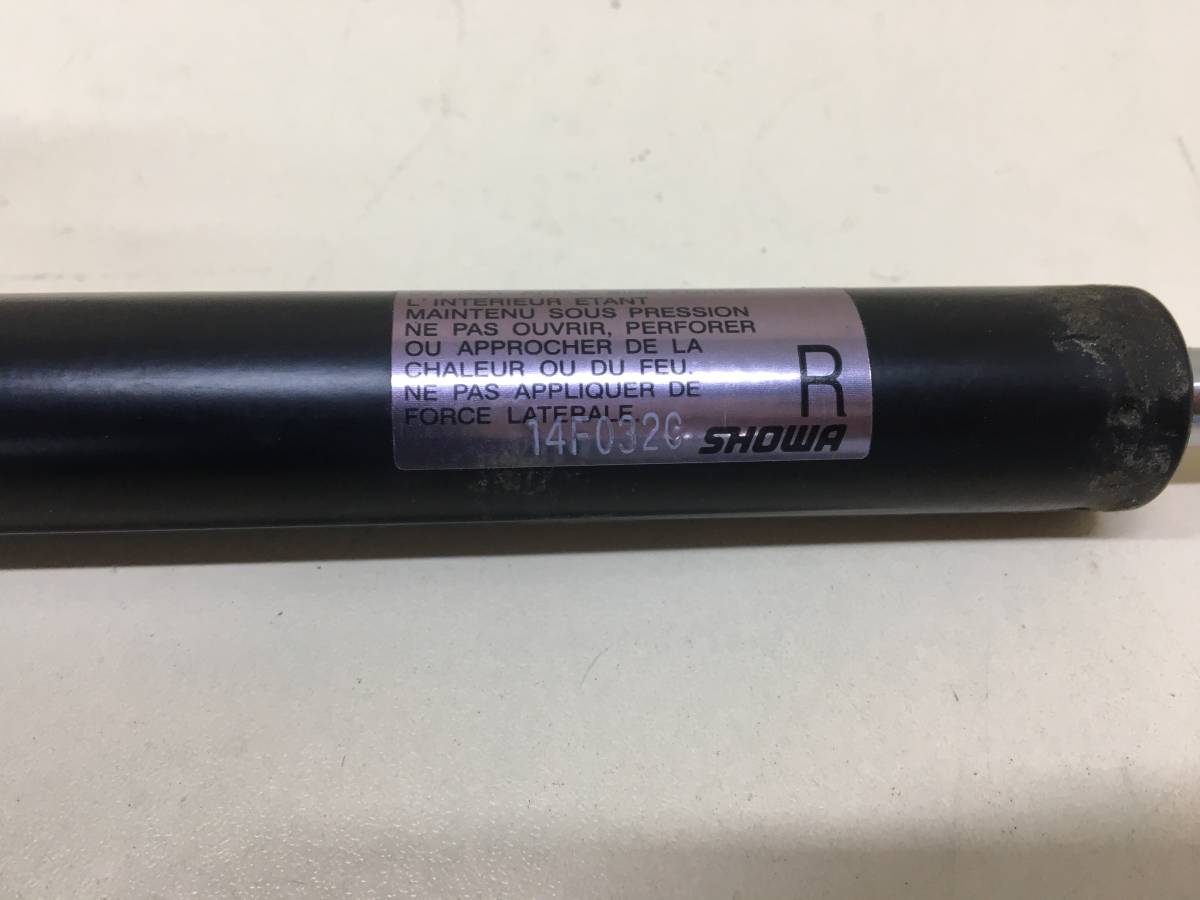 L'INTERIEUR ETANT
MAINTENU SOUS PRESSION
NE PAS OUVRIR, PERFORER
OU APPROCHER DE LA
CHALEUR OU DU FEU.
NE PAS APPLIQUER DE
FORCE LATERALE.
R
14F032G
SHOWA